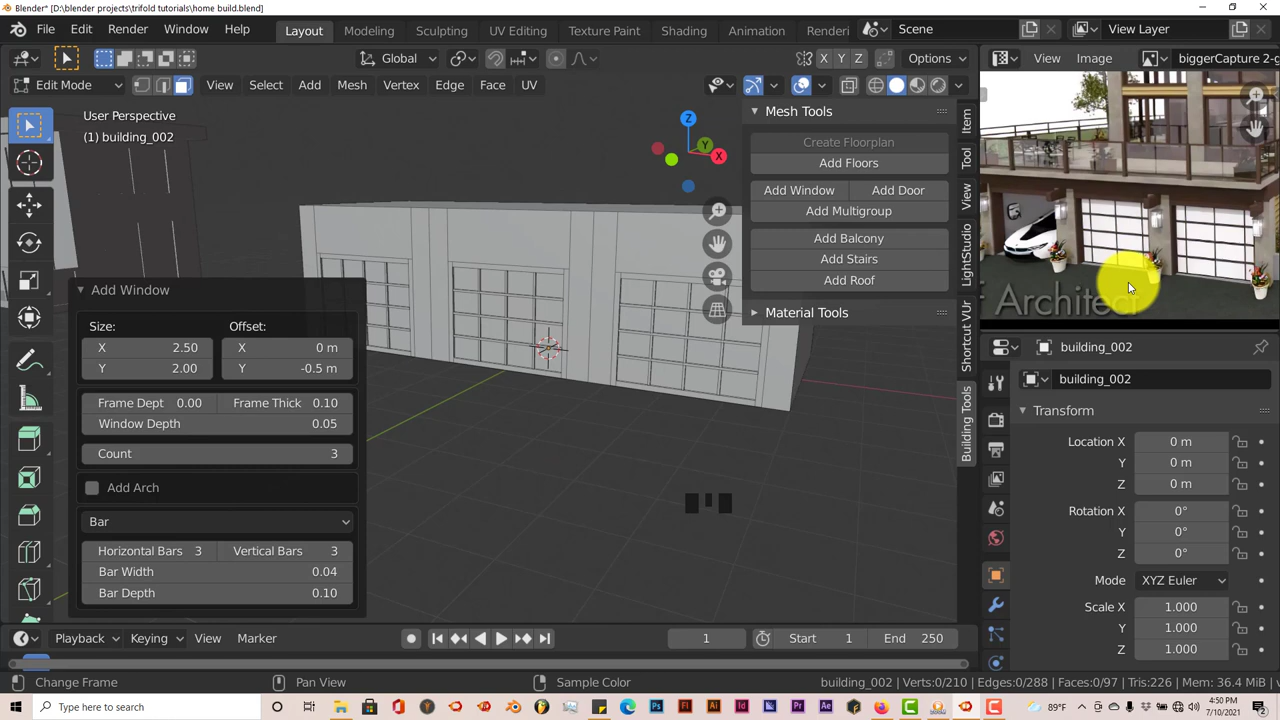 Blender* [D:\blender projects\trifold tutorials\home build.blend]
File Edit Render Window Help Layout Modeling Sculpting UV Editing Texture Paint Shading Animation Renderi Scene View Layer
Global X Y Z Options View Image biggerCapture 2-g
Edit Mode View Select Add Mesh Vertex Edge Face UV
User Perspective
(1) building_002
Z Y X
Mesh Tools
Create Floorplan
Add Floors
Add Window Add Door
Add Multigroup
Add Balcony
Add Stairs
Add Roof
Material Tools
Item
Tool
View
LightStudio
Shortcut VUr
Building Tools
Architect
Add Window
Size: Offset:
X 2.50 X 0 m
Y 2.00 Y -0.5 m
Frame Dept 0.00 Frame Thick 0.10
Window Depth 0.05
Count 3
Add Arch
Bar
Horizontal Bars 3 Vertical Bars 3
Bar Width 0.04
Bar Depth 0.10
building_002
building_002
Transform
Location X 0 m
Y 0 m
Z 0 m
Rotation X 0°
Y 0°
Z 0°
Mode XYZ Euler
Scale X 1.000
Y 1.000
Z 1.000
Playback Keying View Marker 1 Start 1 End 250
Change Frame Pan View Sample Color building_002 | Verts:0/210 | Edges:0/288 | Faces:0/97 | Tris:226 | Mem: 36.4 MiB
Type here to search 89°F 4:50 PM
7/10/2021